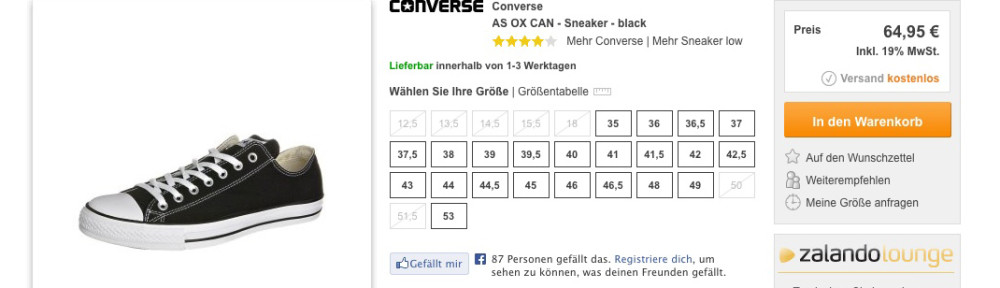 CONVERSE
Converse
AS OX CAN - Sneaker - black
Mehr Converse | Mehr Sneaker low
Lieferbar innerhalb von 1-3 Werktagen
Wählen Sie Ihre Größe | Größentabelle
12,5 13,5 14,5 15,5 18 35 36 36,5 37
37,5 38 39 39,5 40 41 41,5 42 42,5
43 44 44,5 45 46 46,5 48 49 50
51,5 53
Gefällt mir
87 Personen gefällt das. Registriere dich, um
sehen zu können, was deinen Freunden gefällt.
Preis 64,95 €
Inkl. 19% MwSt.
Versand kostenlos
In den Warenkorb
Auf den Wunschzettel
Weiterempfehlen
Meine Größe anfragen
zalandolounge